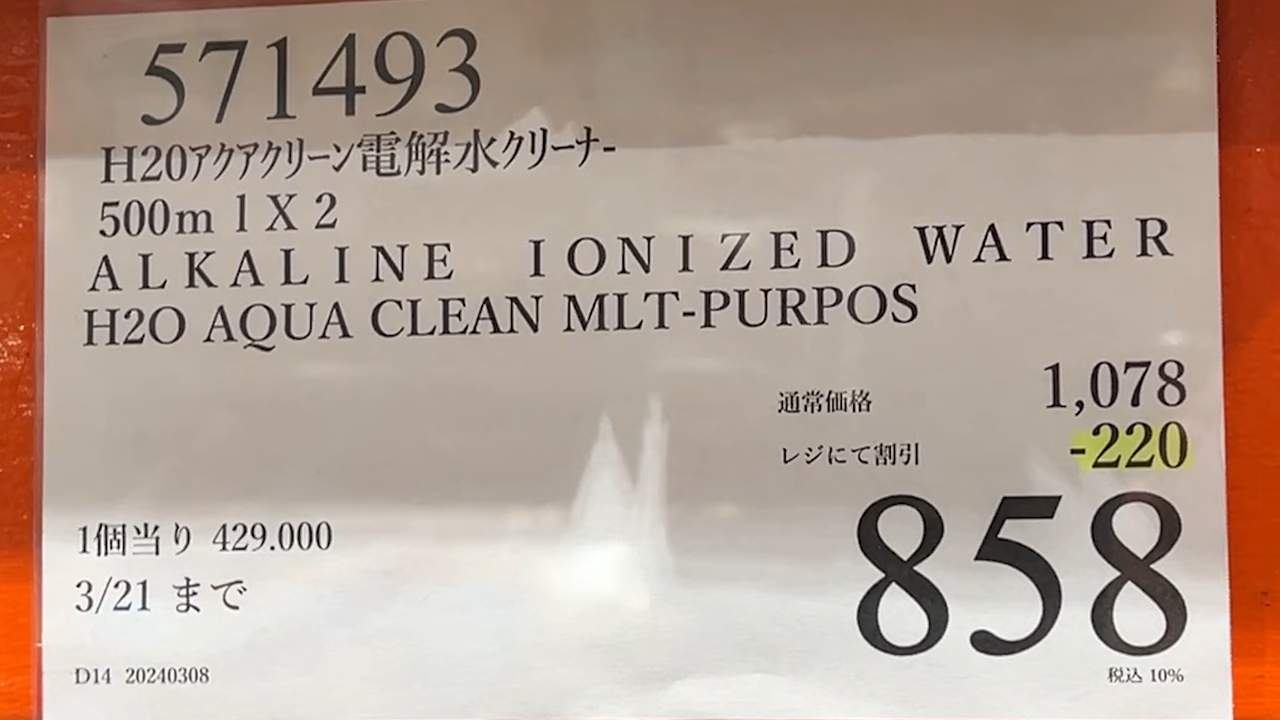 571493
H20アクアクリーン電解水クリーナ-
500m l X 2
ALKALINE IONIZED WATER
H2O AQUA CLEAN MLT-PURPOS
通常価格 1,078
レジにて割引 -220
858
1個当り 429.000
3/21 まで
D14 20240308
税込 10%